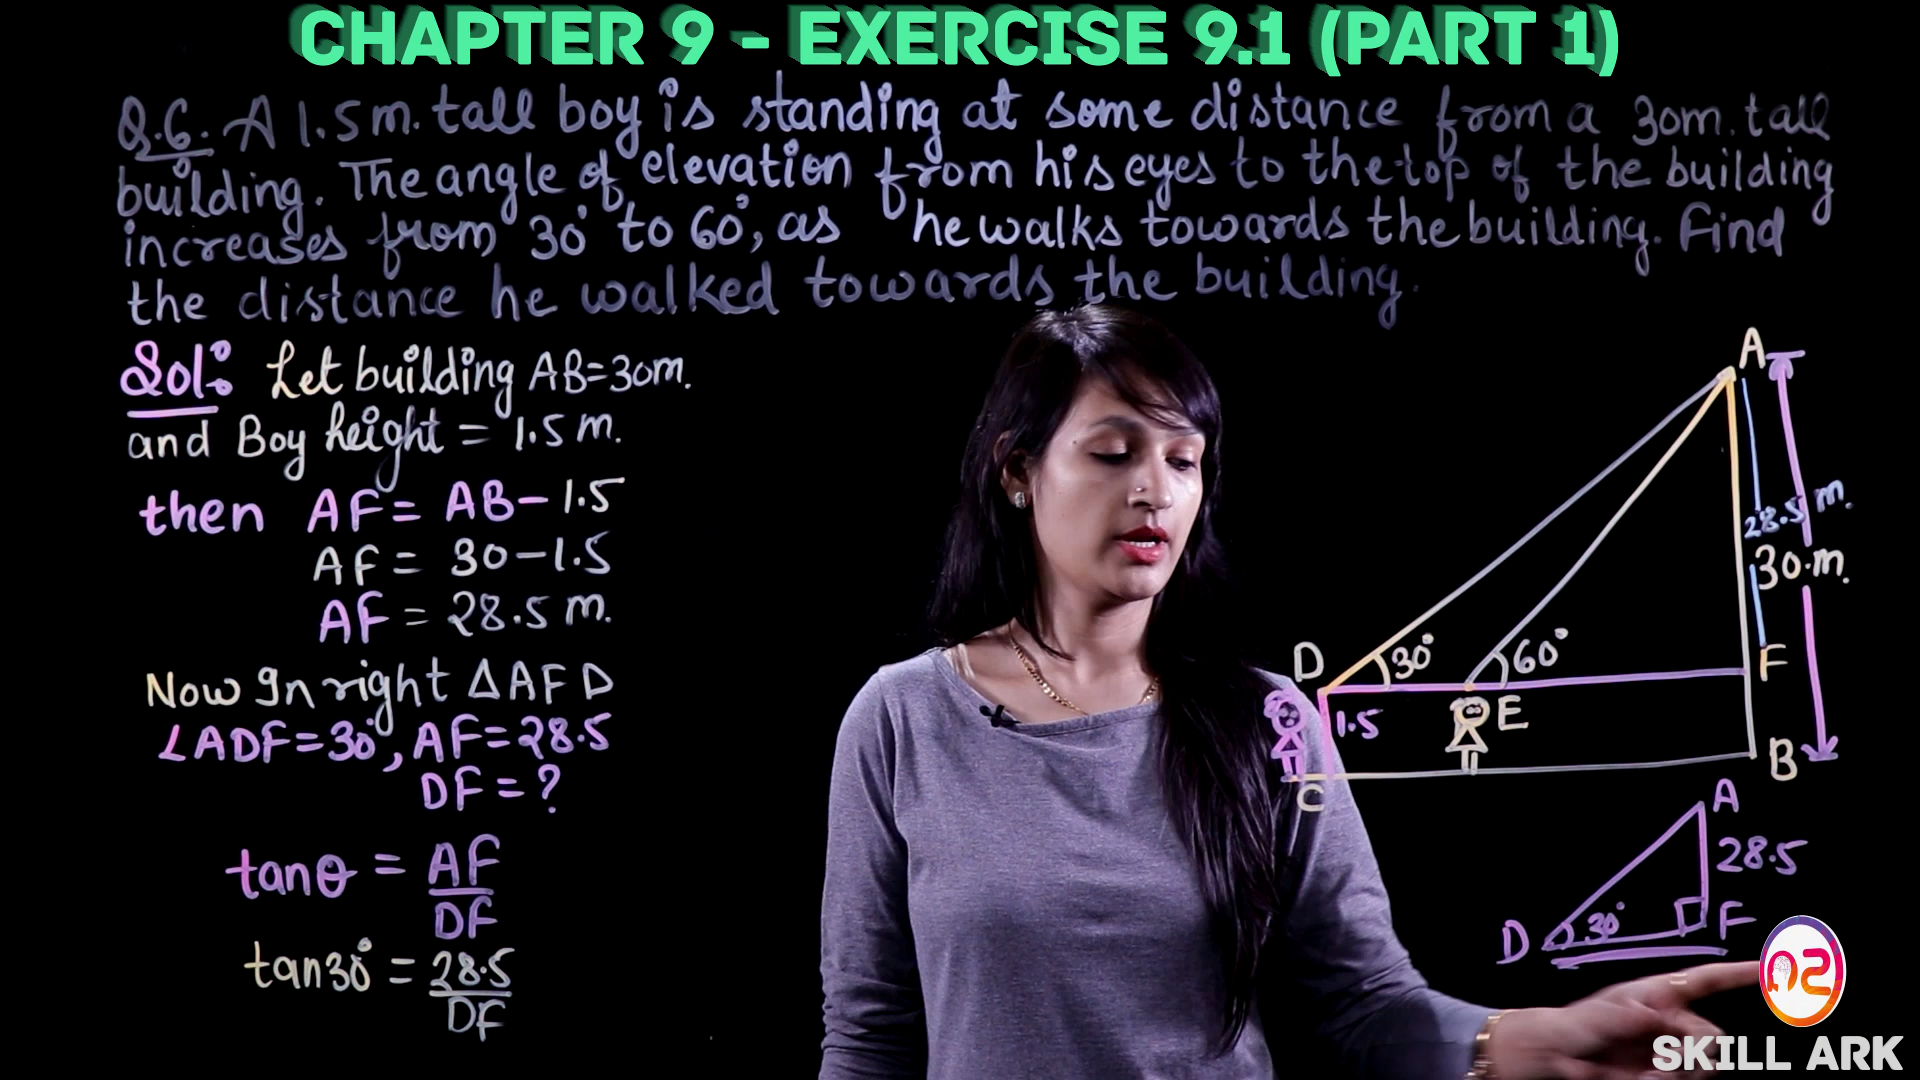 CHAPTER 9 - EXERCISE 9.1 (PART 1)
Q.6. A 1.5m. tall boy is standing at some distance from a 30m. tall
building. The angle of elevation from his eyes to the top of the building
increases from 30° to 60°, as he walks towards the building. Find
the distance he walked towards the building.
Sol: Let building AB=30m.
and Boy height = 1.5 m.
then AF = AB - 1.5
AF = 30 - 1.5
AF = 28.5 m.
Now In right Δ AFD
∠ADF=30°, AF=28.5
DF = ?
tanθ = AF/DF
tan30° = 28.5/DF
A
28.5 m.
30.m.
D 30° 60° F
1.5 E
C B
A
28.5
D 30° F
SKILL ARK